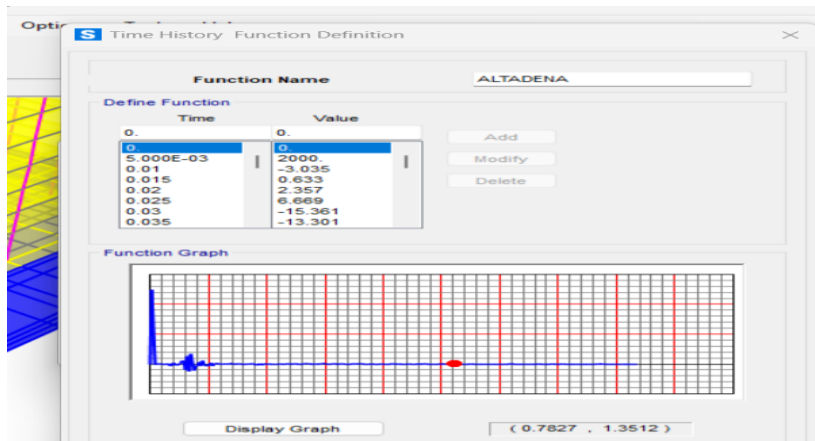 S Time History Function Definition
Function Name ALTADENA
Define Function
Time Value
0. 0.
0. 0.
5.000E-03 2000.
0.01 -3.035
0.015 0.633
0.02 2.357
0.025 6.669
0.03 -15.361
0.035 -13.301
Add
Modify
Delete
Function Graph
Display Graph ( 0.7827 , 1.3512 )